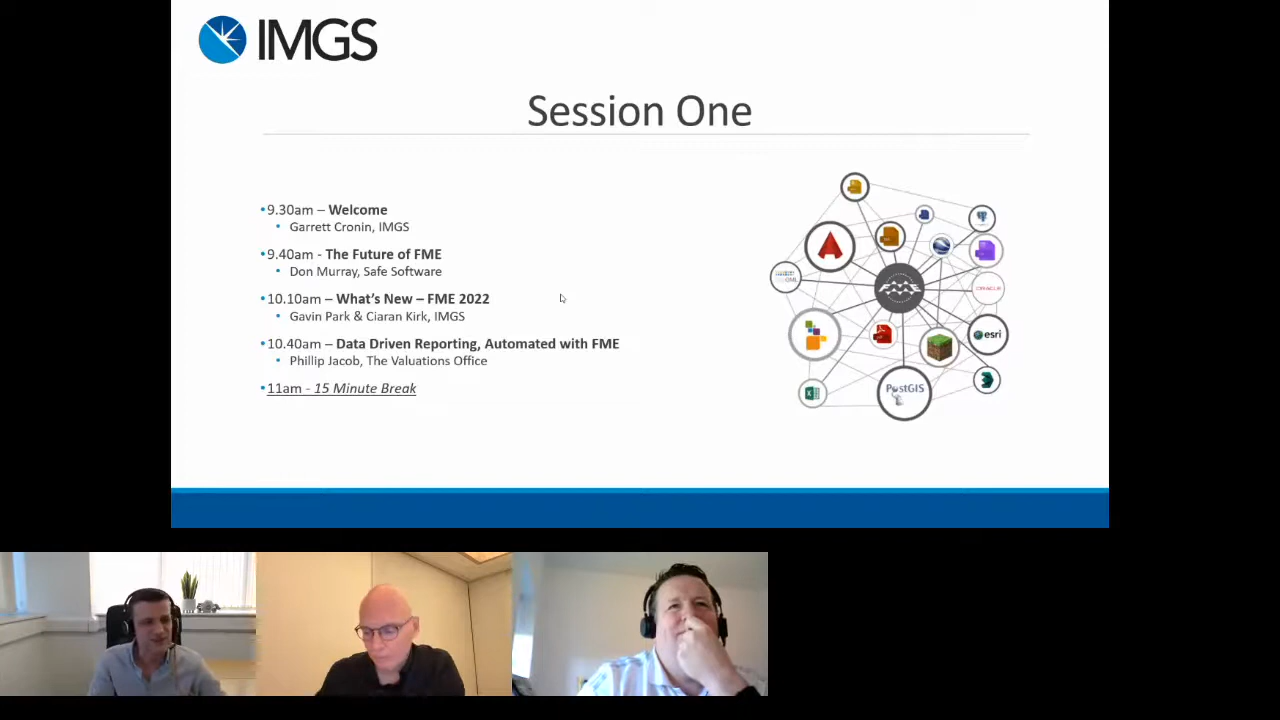 IMGS
Session One
•9.30am – Welcome
• Garrett Cronin, IMGS
•9.40am - The Future of FME
• Don Murray, Safe Software
•10.10am – What's New – FME 2022
• Gavin Park & Ciaran Kirk, IMGS
•10.40am – Data Driven Reporting, Automated with FME
• Phillip Jacob, The Valuations Office
•11am - 15 Minute Break
FME
ORACLE
esri
PostGIS